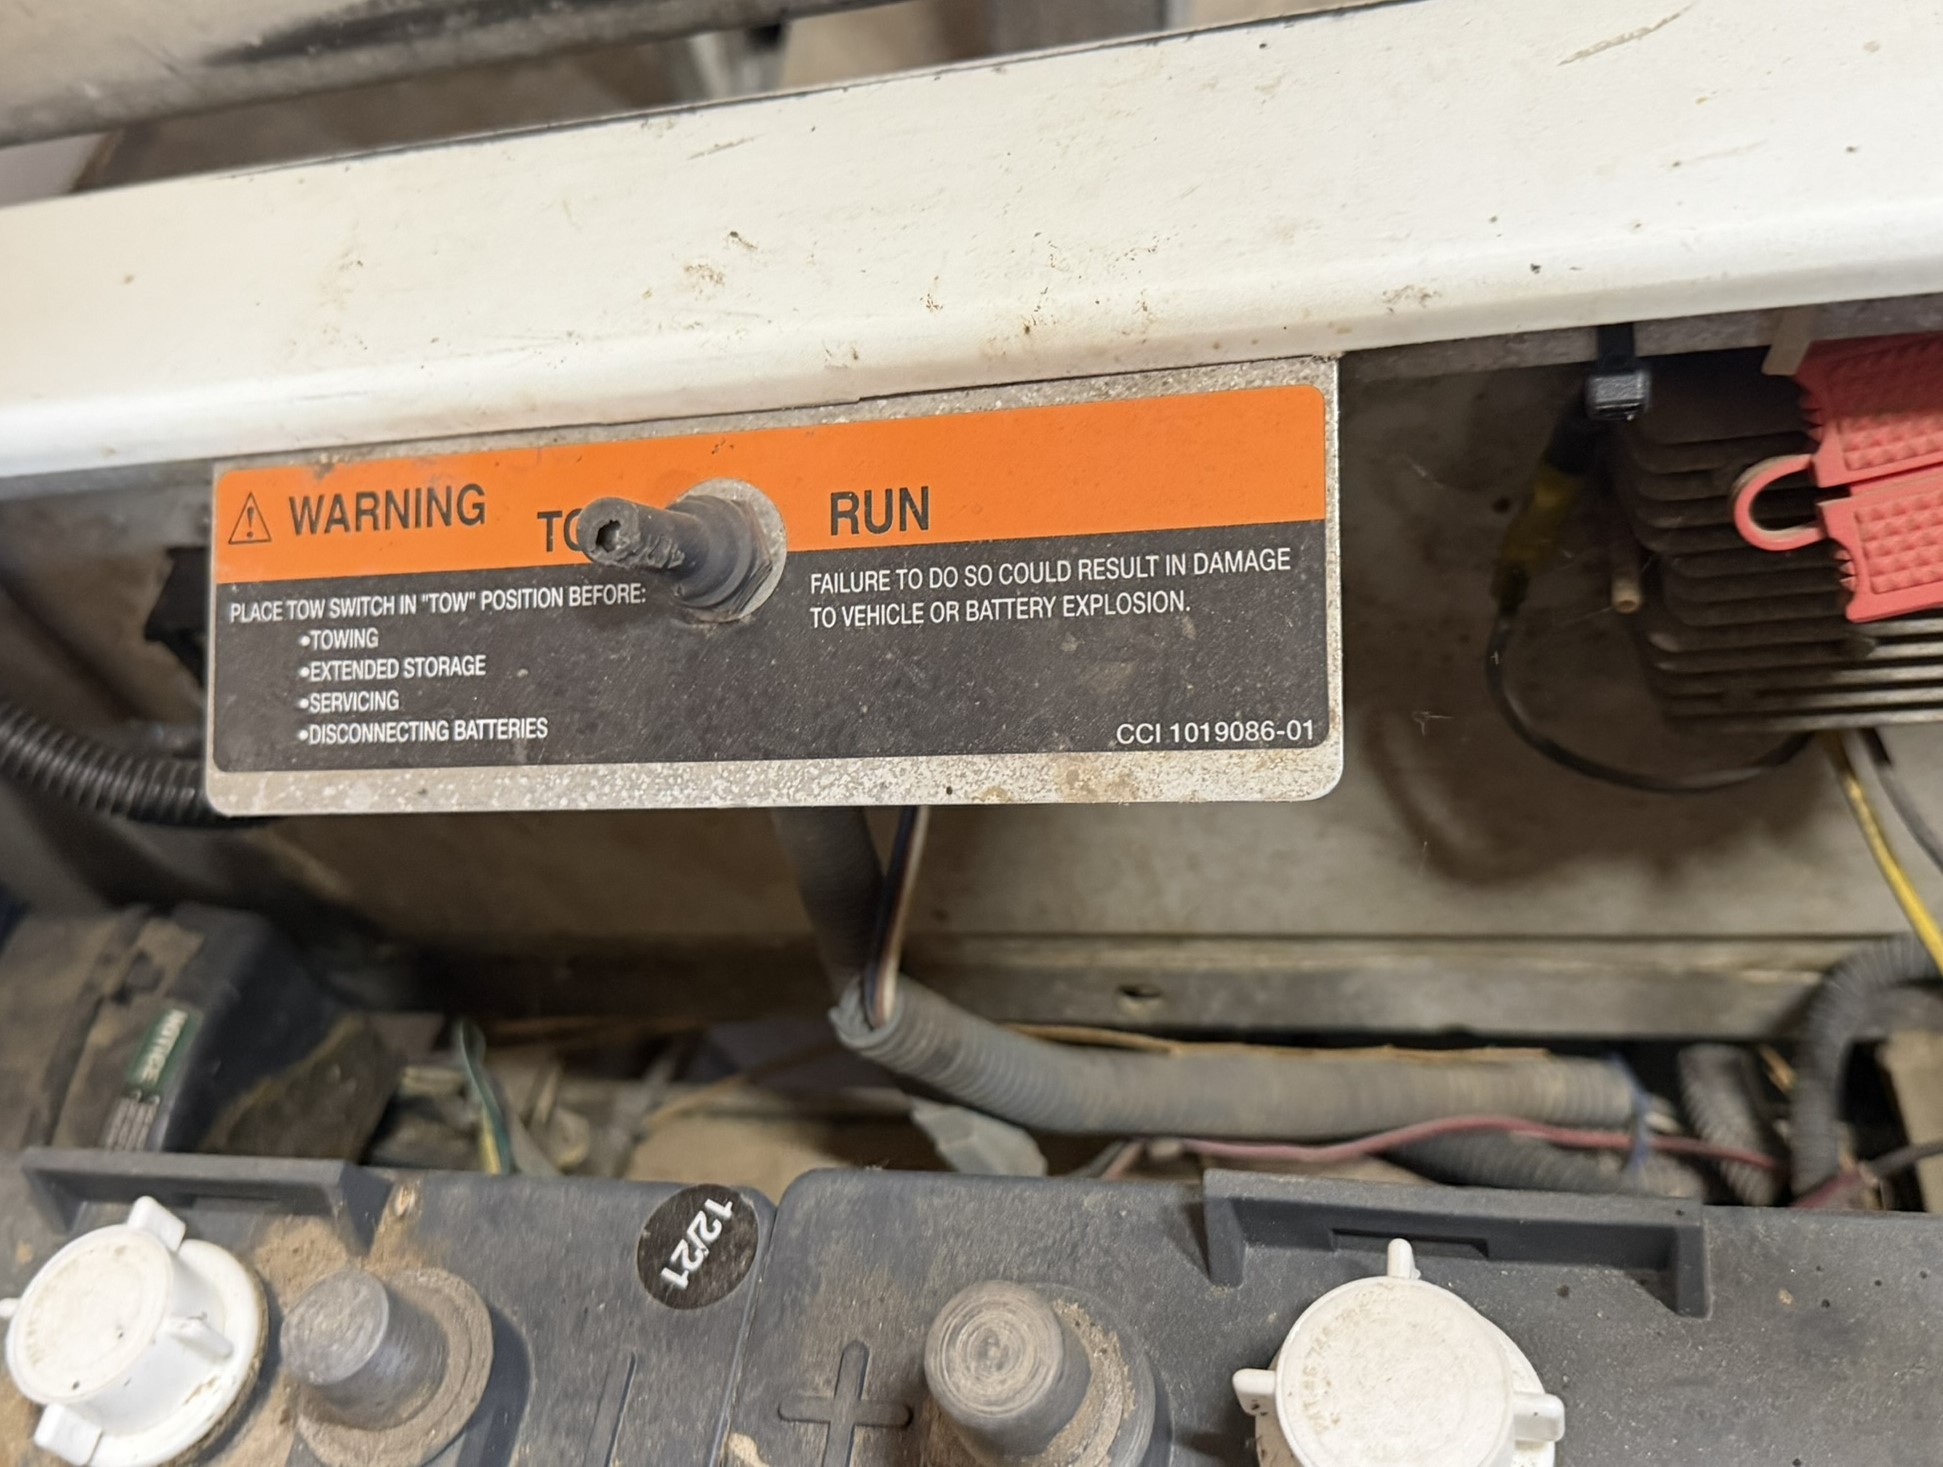 WARNING
RUN
PLACE TOW SWITCH IN "TOW" POSITION BEFORE:
•TOWING
•EXTENDED STORAGE
•SERVICING
•DISCONNECTING BATTERIES
FAILURE TO DO SO COULD RESULT IN DAMAGE
TO VEHICLE OR BATTERY EXPLOSION.
CCI 1019086-01
NOTICE
12/21